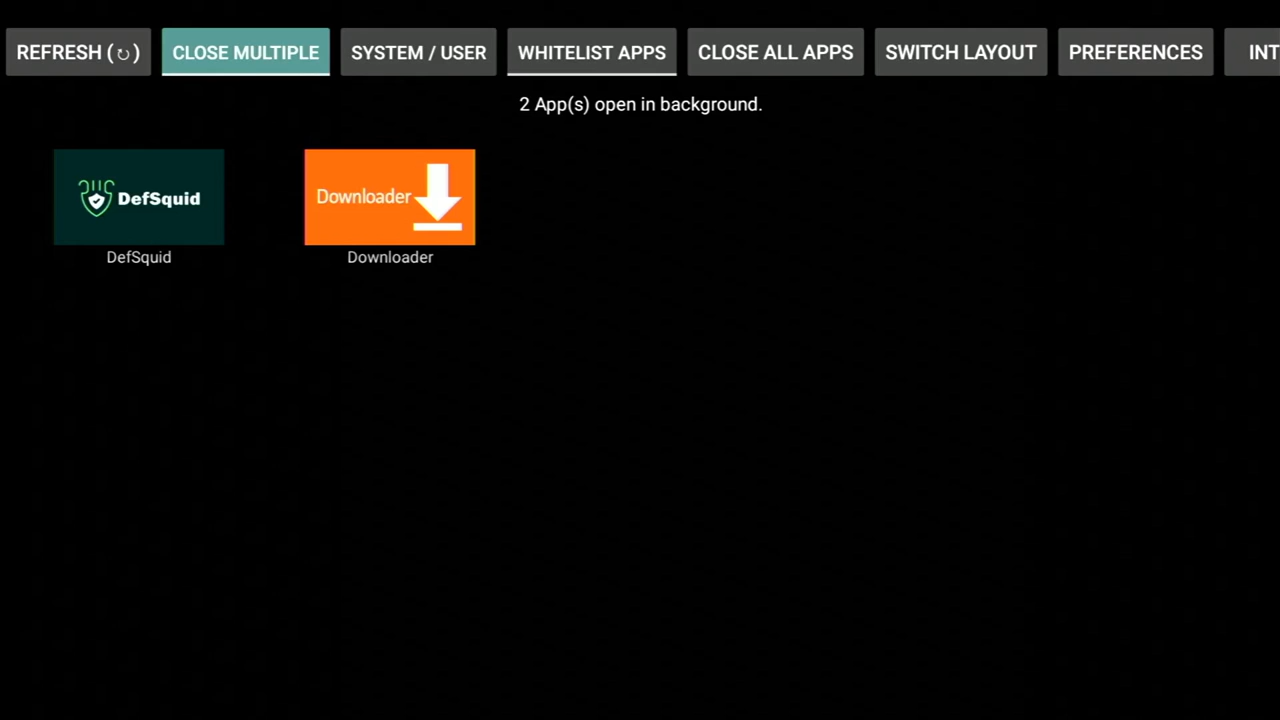 REFRESH (↻)
CLOSE MULTIPLE
SYSTEM / USER
WHITELIST APPS
CLOSE ALL APPS
SWITCH LAYOUT
PREFERENCES
INT
2 App(s) open in background.
DefSquid
Downloader
DefSquid
Downloader